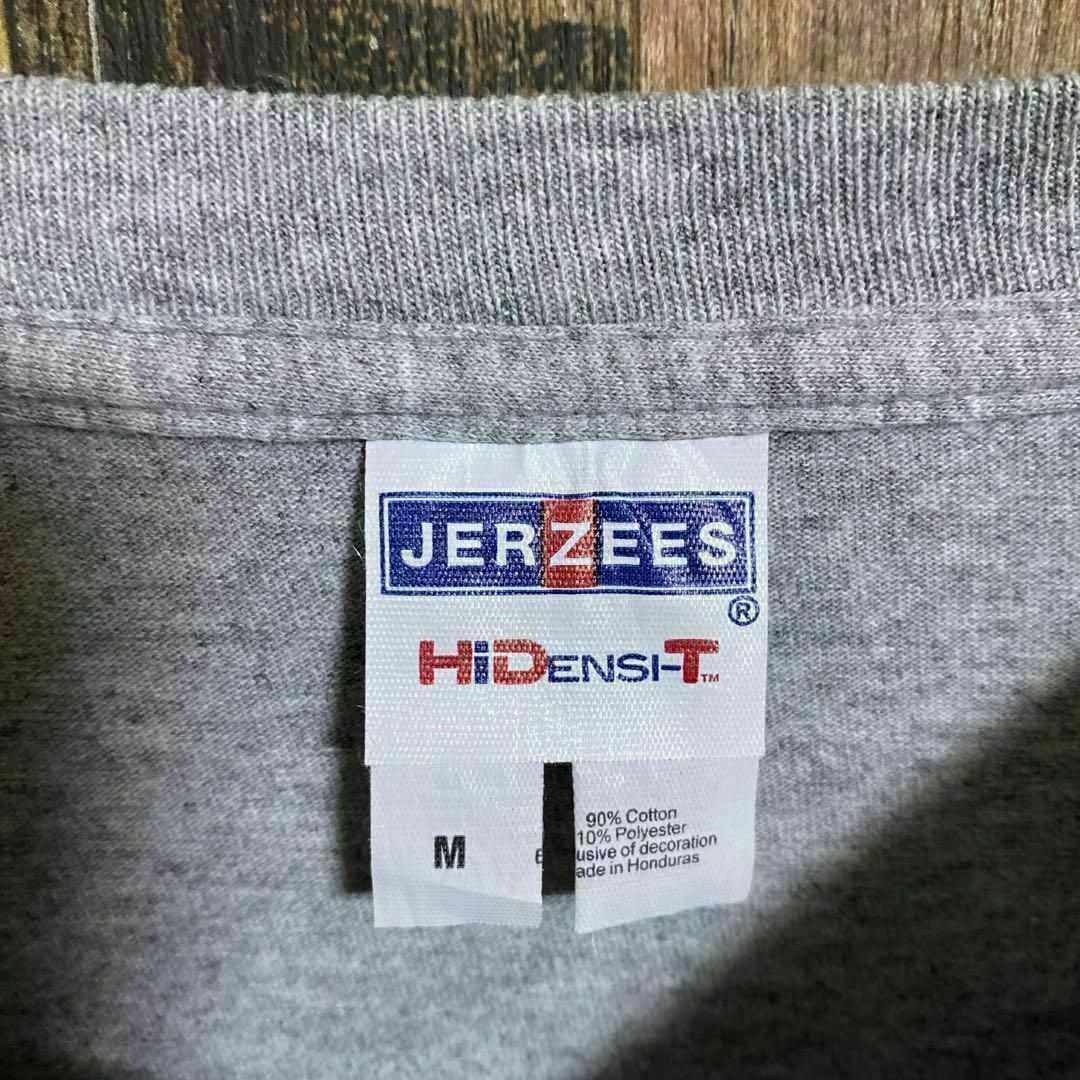 JERZEES
®
HiDENSI-T™
M
90% Cotton
10% Polyester
usive of decoration
ade in Honduras